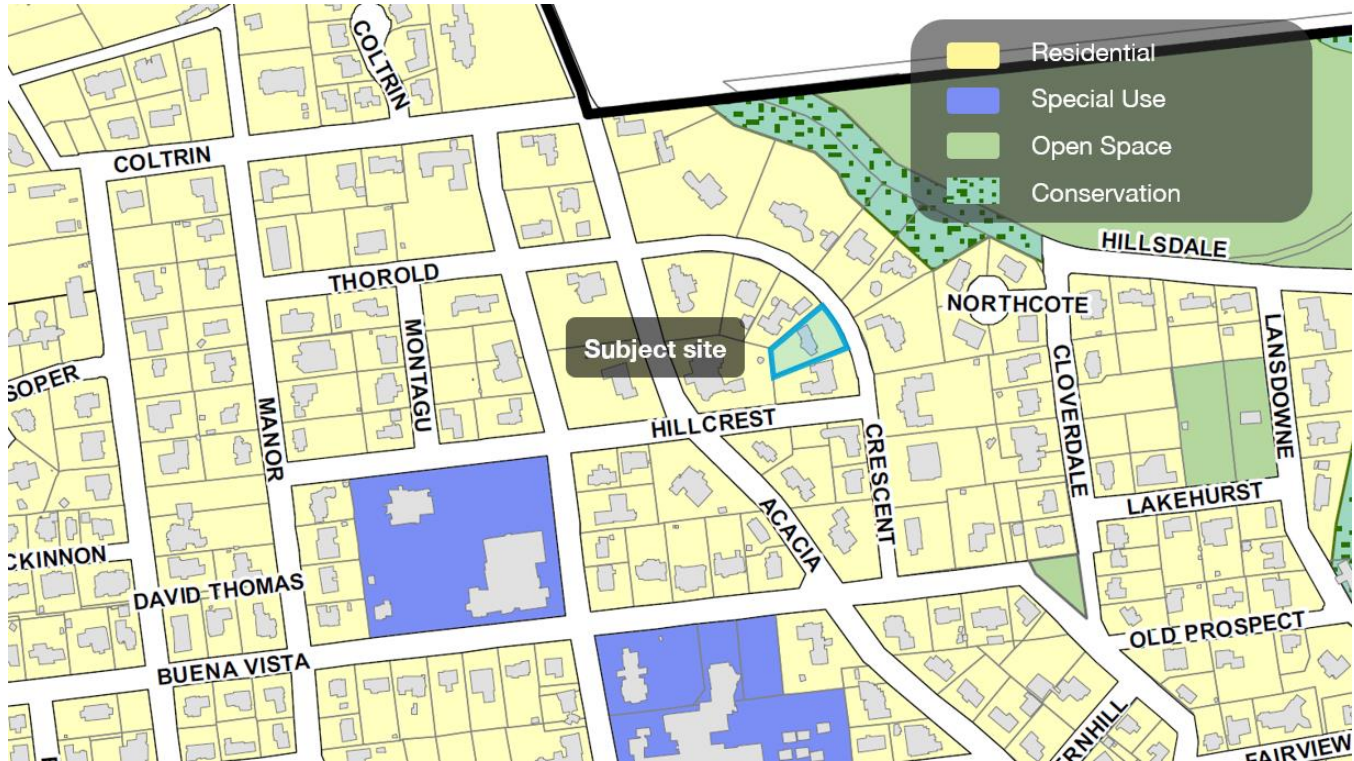 COLTRIN
Residential
Special Use
Open Space
Conservation
COLTRIN
HILLSDALE
THOROLD
NORTHCOTE
MONTAGU
LANSDOWNE
Subject site
CLOVERDALE
SOPER
MANOR
HILLCREST
CRESCENT
LAKEHURST
ACACIA
CKINNON
DAVID THOMAS
OLD PROSPECT
BUENA VISTA
ERNHILL
FAIRVIEW